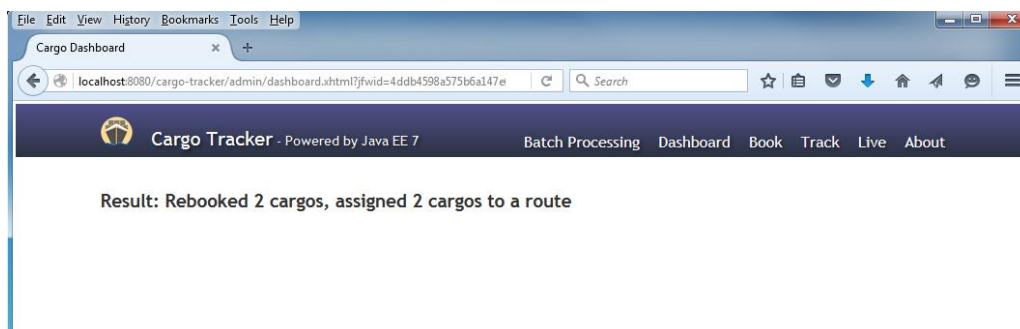 File Edit View History Bookmarks Tools Help
Cargo Dashboard
localhost:8080/cargo-tracker/admin/dashboard.xhtml?jfwid=4ddb4598a575b6a147e
Search
Cargo Tracker - Powered by Java EE 7
Batch Processing Dashboard Book Track Live About
Result: Rebooked 2 cargos, assigned 2 cargos to a route